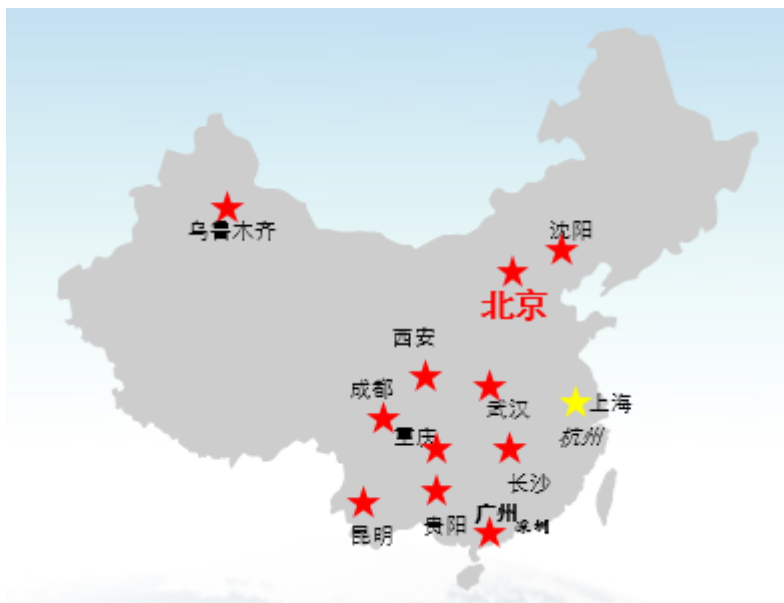 乌鲁木齐
沈阳
北京
西安
成都
武汉
上海
重庆
杭州
长沙
广州
深圳
贵阳
昆明